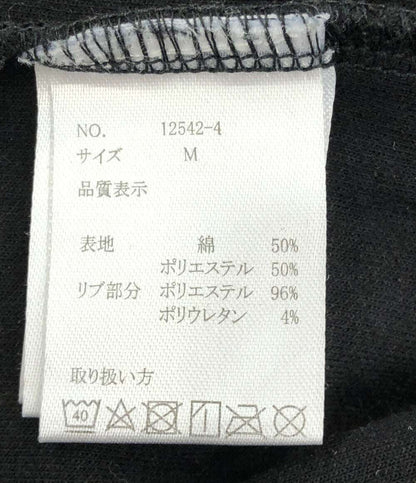 NO. 12542-4
サイズ M
品質表示
表地 綿 50%
ポリエステル 50%
リブ部分 ポリエステル 96%
ポリウレタン 4%
取り扱い方
40